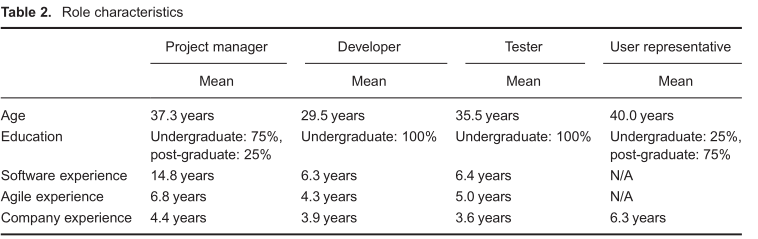 Table 2. Role characteristics
Project manager Developer Tester User representative
Mean Mean Mean Mean
Age 37.3 years 29.5 years 35.5 years 40.0 years
Education Undergraduate: 75%, Undergraduate: 100% Undergraduate: 100% Undergraduate: 25%,
post-graduate: 25% post-graduate: 75%
Software experience 14.8 years 6.3 years 6.4 years N/A
Agile experience 6.8 years 4.3 years 5.0 years N/A
Company experience 4.4 years 3.9 years 3.6 years 6.3 years